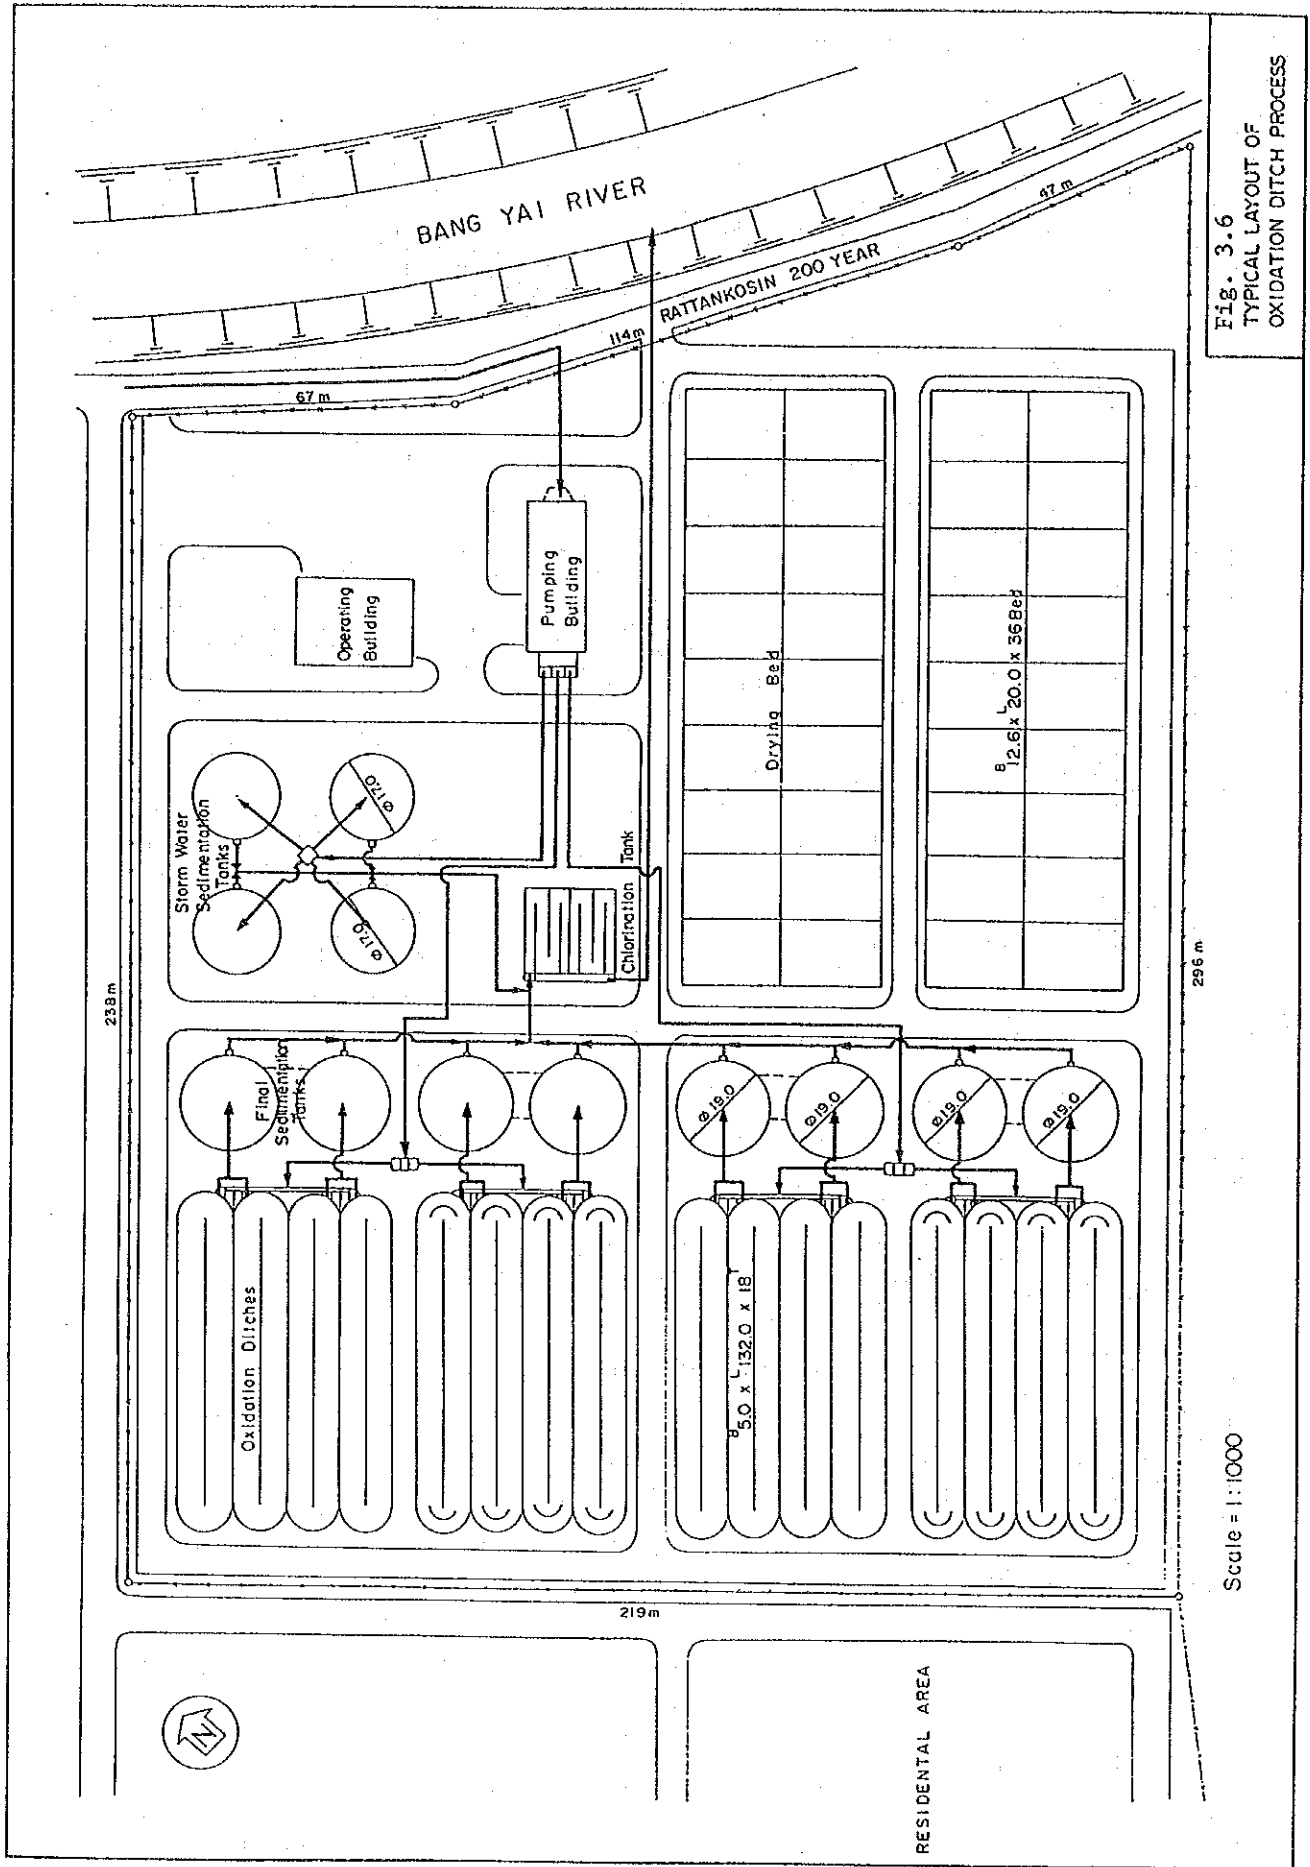 BANG YAI RIVER
RATTANKOSIN 200 YEAR
47 m
114m
67 m
Operating
Building
Pumping
Building
Storm Water
Sedimentation
Tanks
Ø 17.0
Ø 17.0
Chlorination Tank
Drying Bed
B 12.6 x L 20.0 x 36 Bed
238m
296 m
Final
Sedimentation
Tanks
Ø 19.0
Ø 19.0
Ø 19.0
Ø 19.0
Oxidation Ditches
B 5.0 x L 132.0 x 18 T
219m
N
RESIDENTAL AREA
Scale = 1:1000
Fig. 3.6
TYPICAL LAYOUT OF
OXIDATION DITCH PROCESS